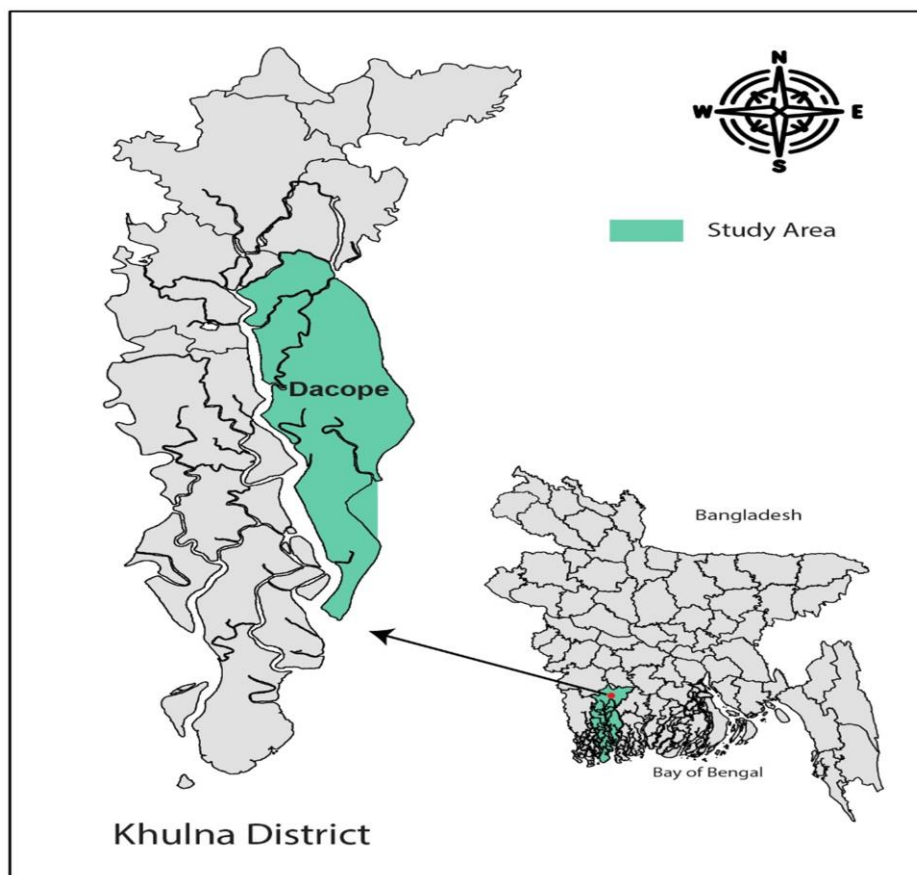 N
W E
S
Study Area
Dacope
Bangladesh
Bay of Bengal
Khulna District